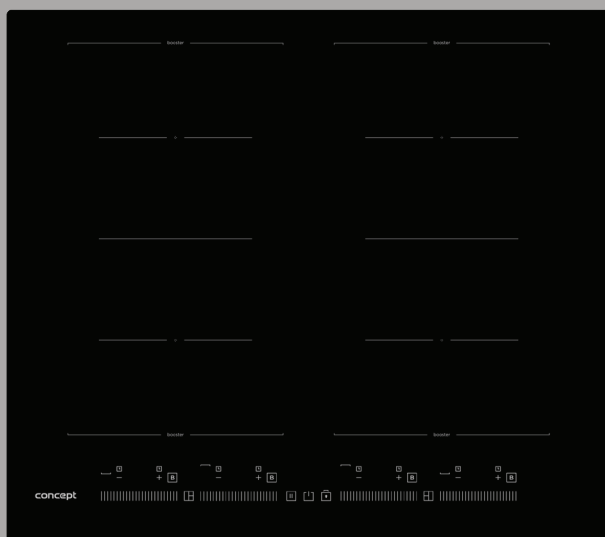 booster booster
booster booster
- + B - + B - + B - + B
concept